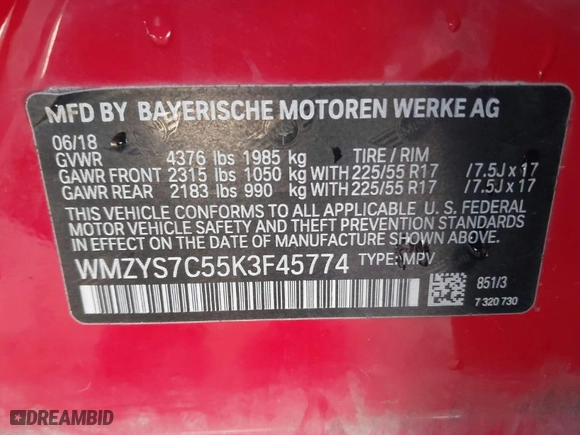 MFD BY BAYERISCHE MOTOREN WERKE AG
06/18
GVWR 4376 lbs 1985 kg TIRE / RIM
GAWR FRONT 2315 lbs 1050 kg WITH 225/55 R17 /7.5J x 17
GAWR REAR 2183 lbs 990 kg WITH 225/55 R17 /7.5J x 17
THIS VEHICLE CONFORMS TO ALL APPLICABLE U. S. FEDERAL
MOTOR VEHICLE SAFETY AND THEFT PREVENTION STANDARDS
IN EFFECT ON THE DATE OF MANUFACTURE SHOWN ABOVE.
WMZYS7C55K3F45774 TYPE: MPV
851/3
7 320 730
DREAMBID